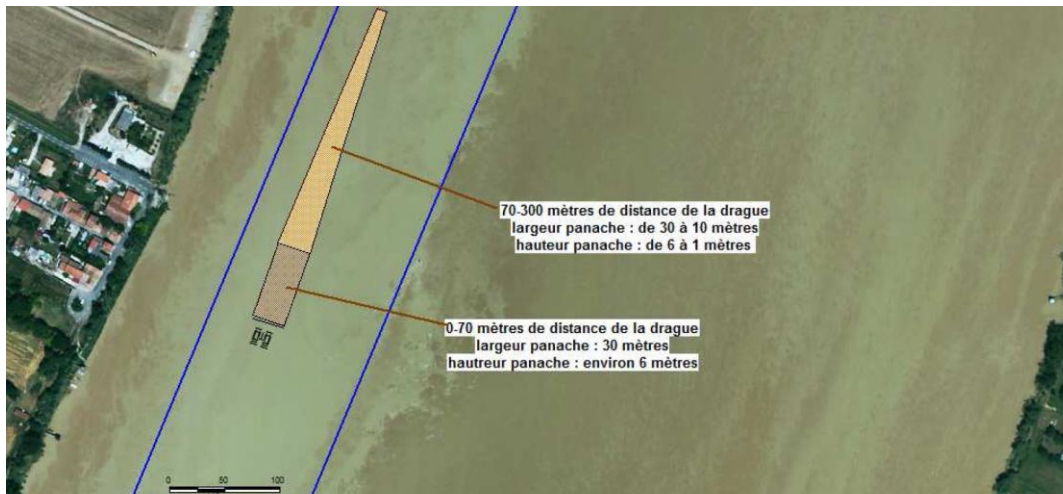 70-300 mètres de distance de la drague
largeur panache : de 30 à 10 mètres
hauteur panache : de 6 à 1 mètres
0-70 mètres de distance de la drague
largeur panache : 30 mètres
hautreur panache : environ 6 mètres
0 50 100